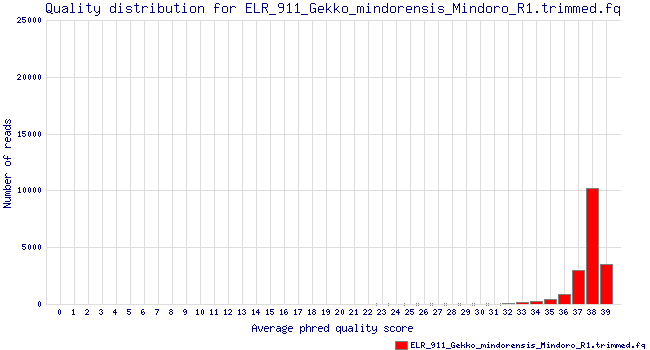 Quality distribution for ELR_911_Gekko_mindorensis_Mindoro_R1.trimmed.fq
25000
20000
15000
10000
5000
0
Number of reads
0 1 2 3 4 5 6 7 8 9 10 11 12 13 14 15 16 17 18 19 20 21 22 23 24 25 26 27 28 29 30 31 32 33 34 35 36 37 38 39
Average phred quality score
ELR_911_Gekko_mindorensis_Mindoro_R1.trimmed.fq